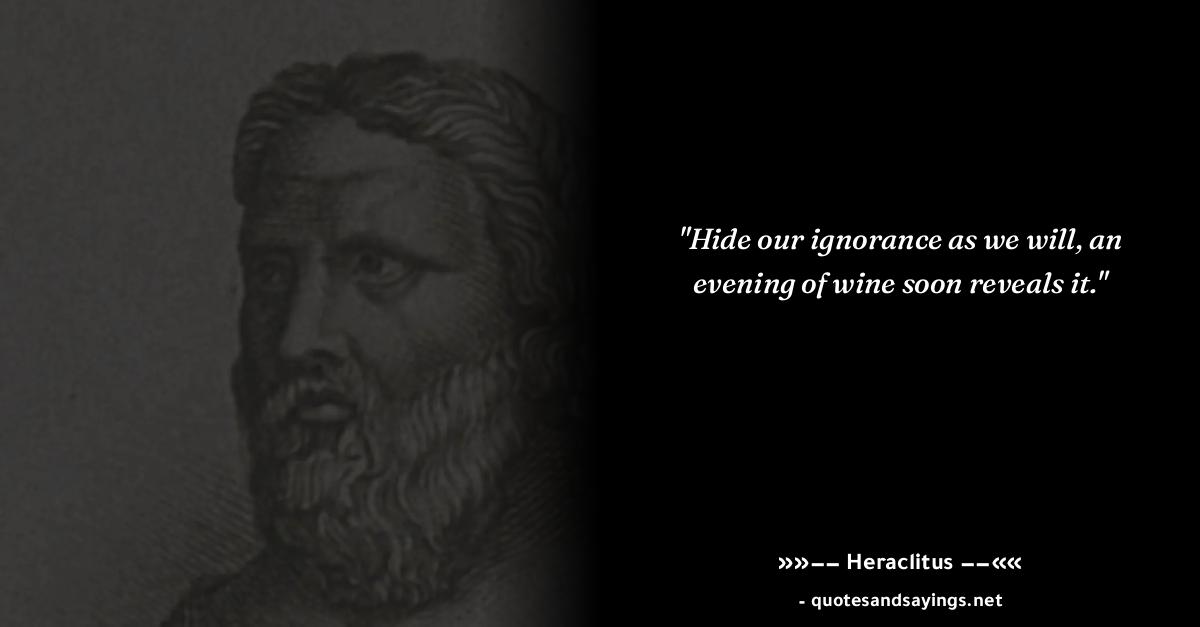 "Hide our ignorance as we will, an
evening of wine soon reveals it."
»»−− Heraclitus −−««
- quotesandsayings.net